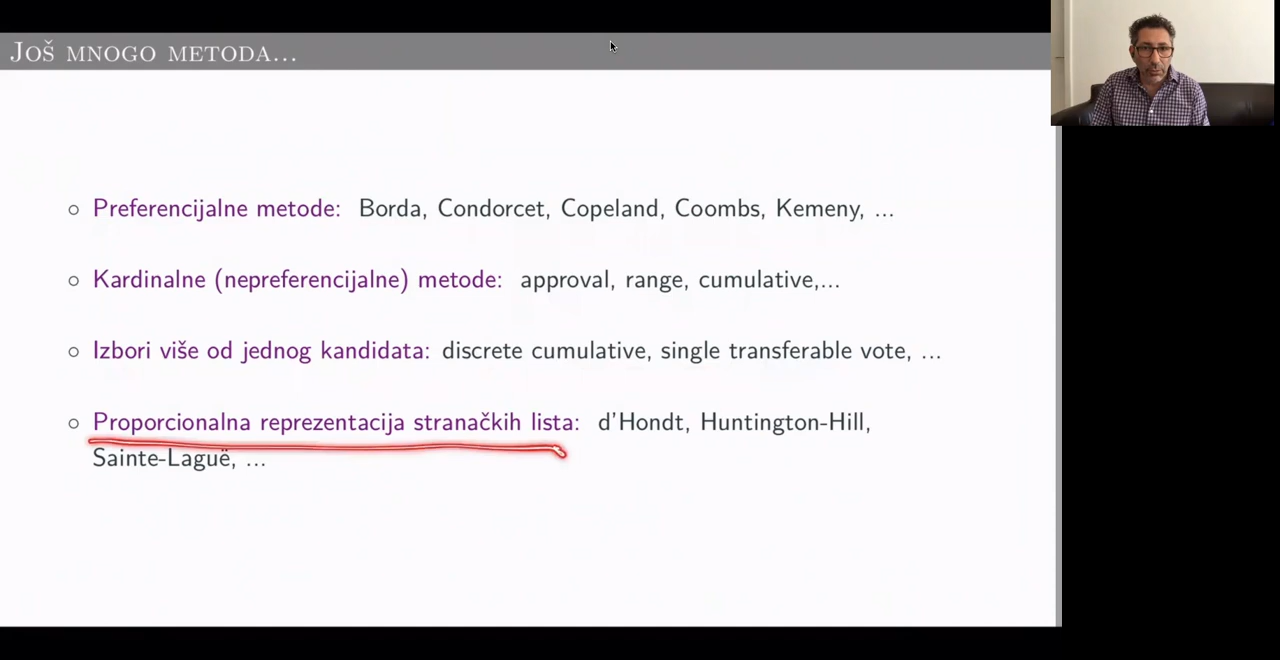 Još mnogo metoda...
Preferencijalne metode: Borda, Condorcet, Copeland, Coombs, Kemeny, ...
Kardinalne (nepreferencijalne) metode: approval, range, cumulative,...
Izbori više od jednog kandidata: discrete cumulative, single transferable vote, ...
Proporcionalna reprezentacija stranačkih lista: d'Hondt, Huntington-Hill,
Sainte-Laguë, ...